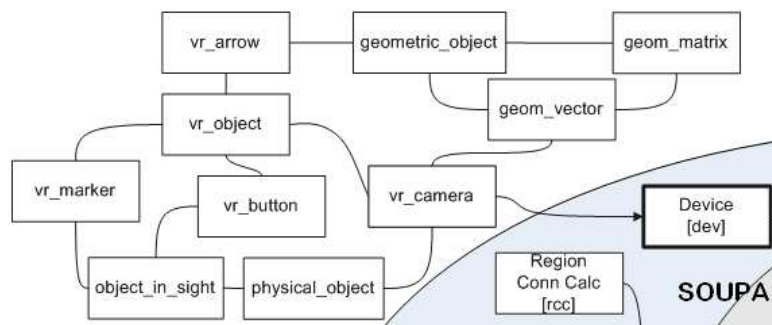 vr_arrow
geometric_object
geom_matrix
vr_object
geom_vector
vr_marker
vr_button
vr_camera
Device
[dev]
object_in_sight
physical_object
Region
Conn Calc
[rcc]
SOUPA